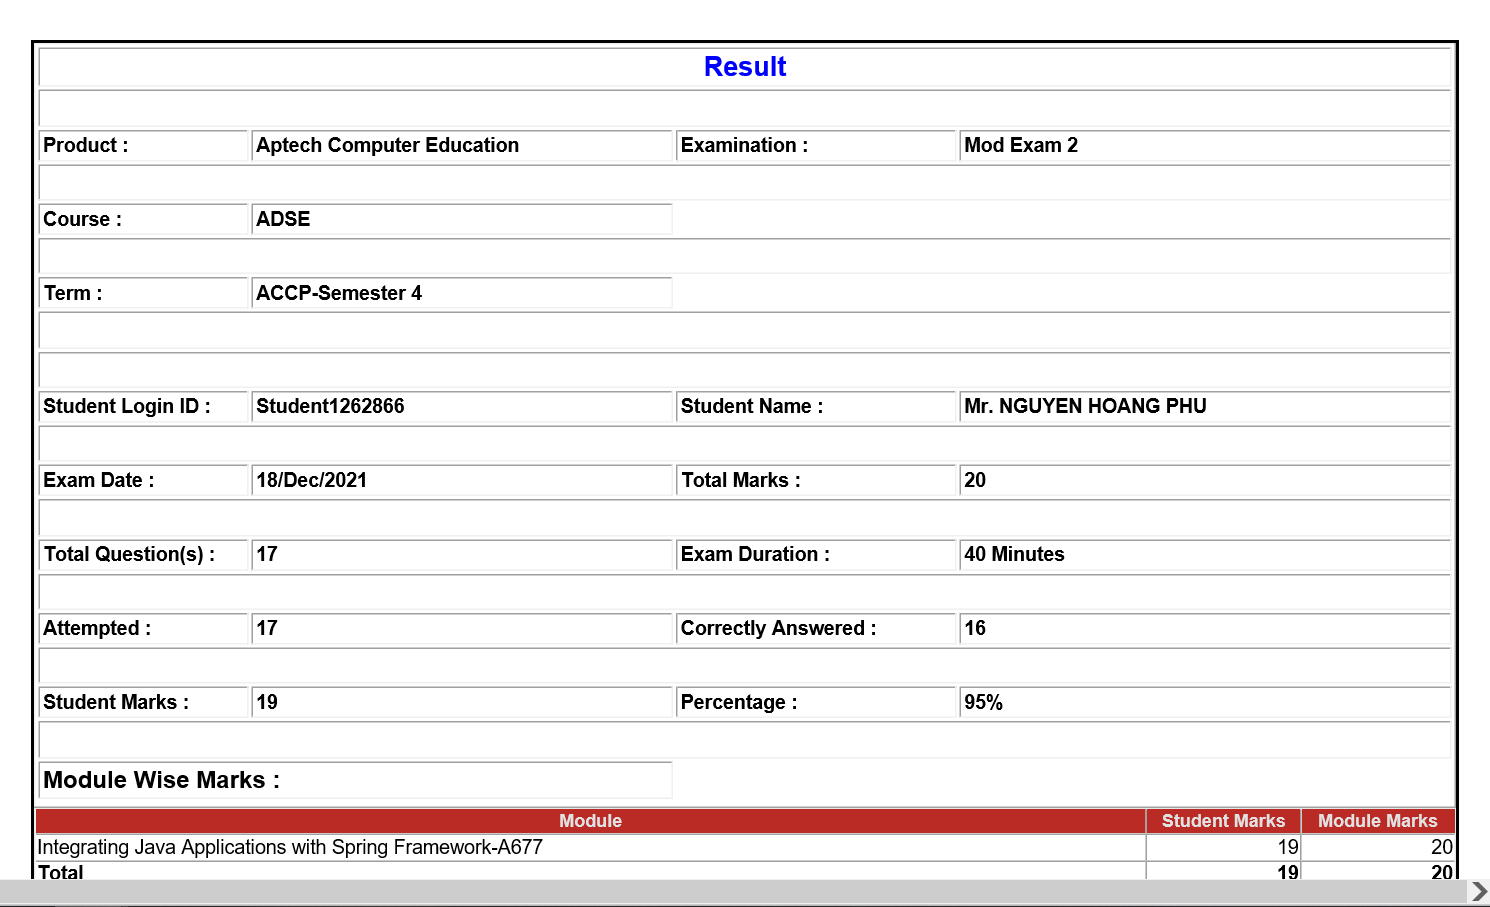 Result
Product : Aptech Computer Education Examination : Mod Exam 2
Course : ADSE
Term : ACCP-Semester 4
Student Login ID : Student1262866 Student Name : Mr. NGUYEN HOANG PHU
Exam Date : 18/Dec/2021 Total Marks : 20
Total Question(s) : 17 Exam Duration : 40 Minutes
Attempted : 17 Correctly Answered : 16
Student Marks : 19 Percentage : 95%
Module Wise Marks :
Module Student Marks Module Marks
Integrating Java Applications with Spring Framework-A677 19 20
Total 19 20